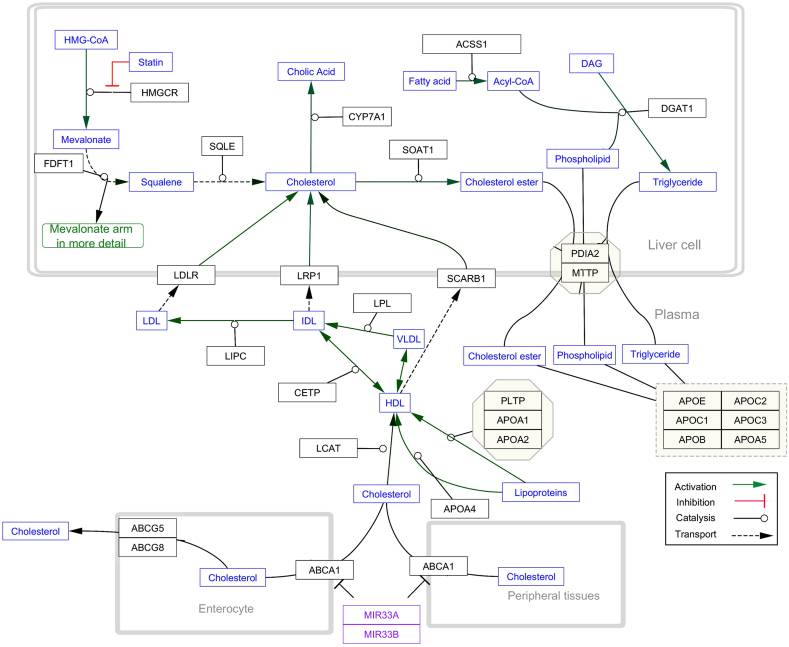 HMG-CoA
Statin
HMGCR
Cholic Acid
ACSS1
Fatty acid
Acyl-CoA
DAG
DGAT1
CYP7A1
Mevalonate
FDFT1
SQLE
SOAT1
Phospholipid
Squalene
Cholesterol
Cholesterol ester
Triglyceride
Mevalonate arm
in more detail
Liver cell
PDIA2
MTTP
LDLR
LRP1
SCARB1
Plasma
LDL
IDL
LPL
VLDL
LIPC
Cholesterol ester
Phospholipid
Triglyceride
CETP
HDL
PLTP
APOA1
APOA2
APOE
APOC2
APOC1
APOC3
APOB
APOA5
LCAT
Cholesterol
APOA4
Lipoproteins
Activation
Inhibition
Catalysis
Transport
Cholesterol
ABCG5
ABCG8
Cholesterol
ABCA1
ABCA1
Cholesterol
Enterocyte
Peripheral tissues
MIR33A
MIR33B